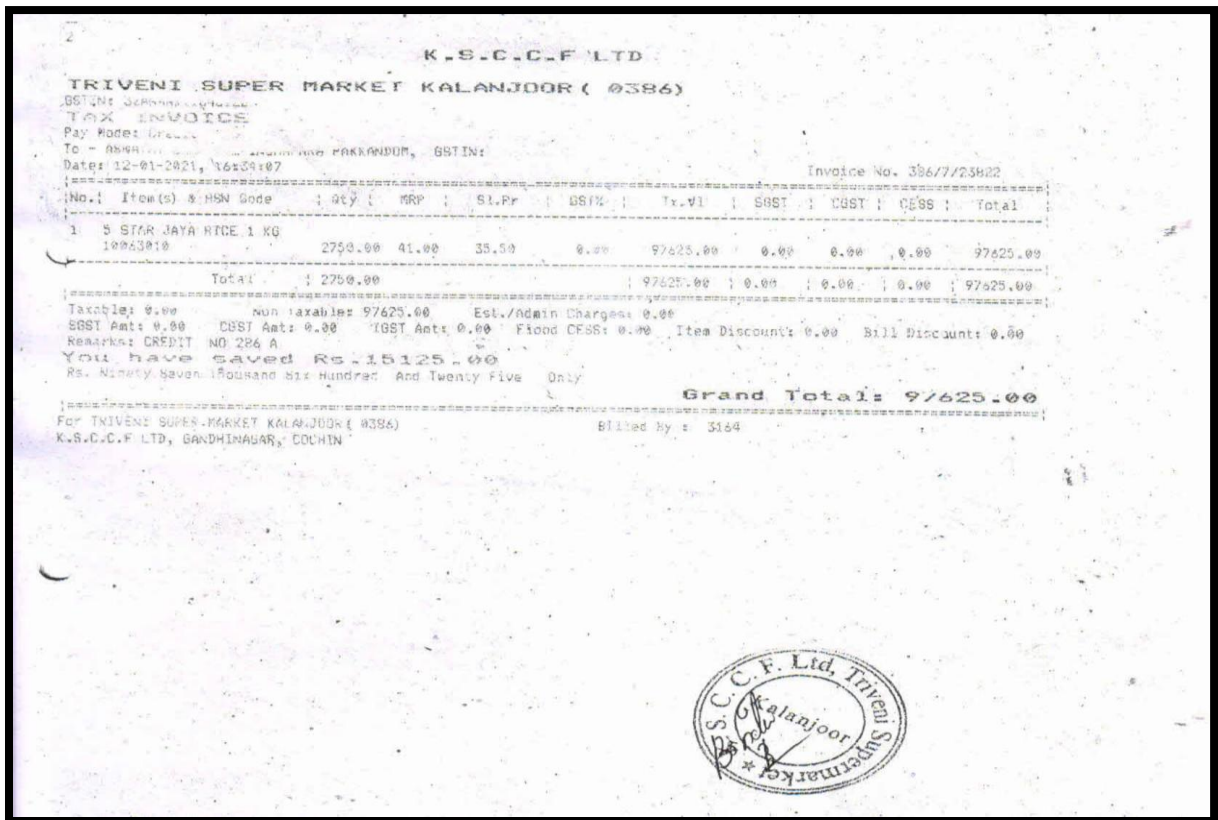 2
K.S.C.C.F LTD
TRIVENI SUPER MARKET KALANJOOR( 0386)
GSTIN:
TAX INVOICE
Pay Mode:
To - PAKKANDOM, GSTIN:
Date: 12-01-2021, 16:34:07 Invoice No. 386/7/23822
No. Item(s) & HSN Code Qty MRP Sl.Pr GST% Tx.Vl SGST CGST CESS Total
1 5 STAR JAYA RICE 1 KG
10063010 2750.00 41.00 35.50 0.00 97625.00 0.00 0.00 0.00 97625.00
Total 2750.00 97625.00 0.00 0.00 0.00 97625.00
Taxable: 0.00 Non Taxable: 97625.00 Est./Admin Charges: 0.00
SGST Amt: 0.00 CGST Amt: 0.00 IGST Amt: 0.00 Flood CESS: 0.00 Item Discount: 0.00 Bill Discount: 0.00
Remarks: CREDIT NO 286 A
You have saved Rs.15125.00
Rs. Ninety Seven Thousand Six Hundred And Twenty Five Only
Grand Total: 97625.00
For TRIVENI SUPER MARKET KALANJOOR( 0386) Billed By : 3164
K.S.C.C.F LTD, GANDHINAGAR, COCHIN
S. C. C. F. Ltd, Triveni Supermarket
Kalanjoor